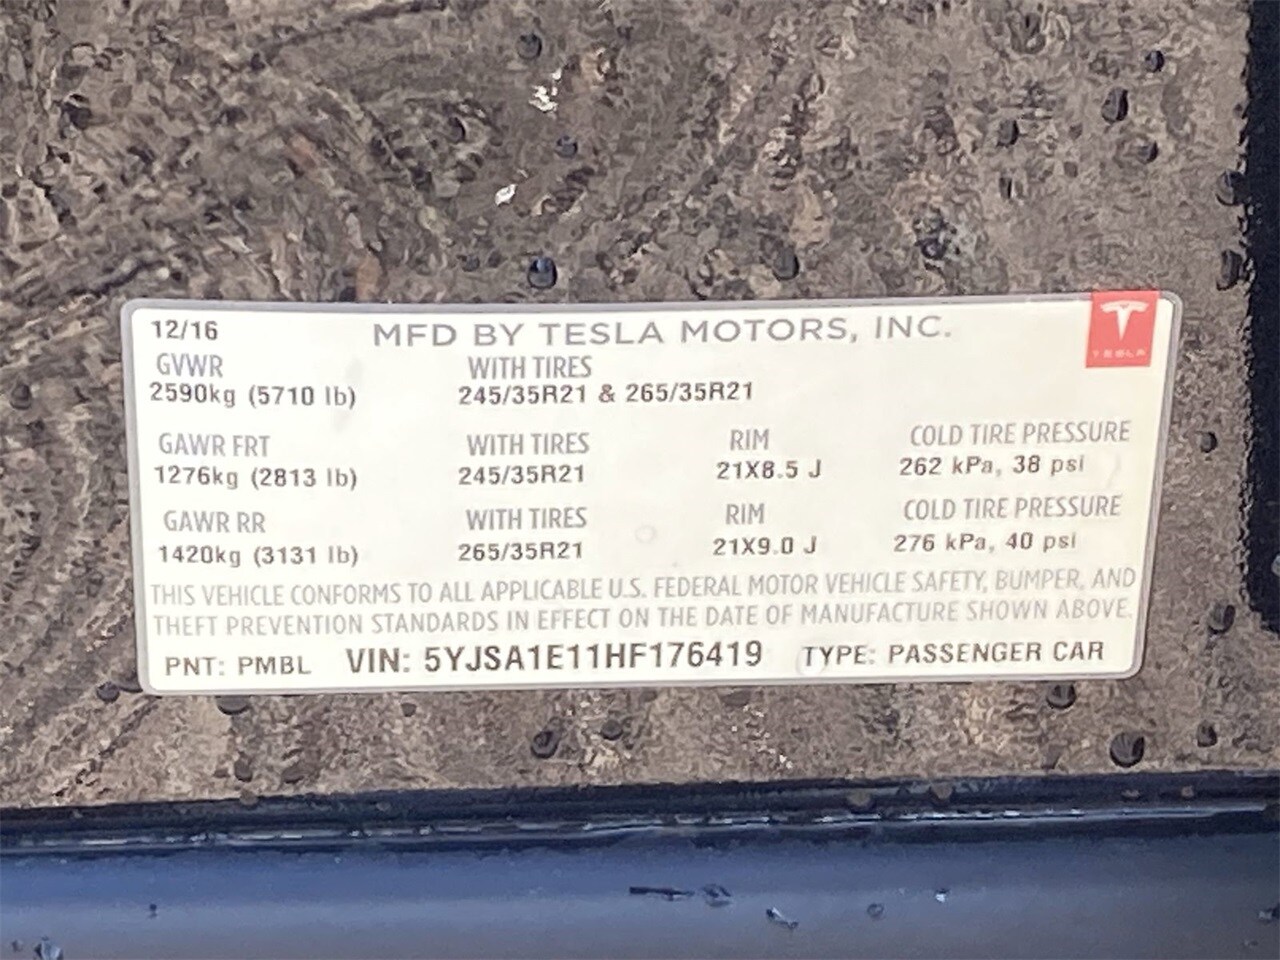 12/16 MFD BY TESLA MOTORS, INC.
TESLA
GVWR WITH TIRES
2590kg (5710 lb) 245/35R21 & 265/35R21
GAWR FRT WITH TIRES RIM COLD TIRE PRESSURE
1276kg (2813 lb) 245/35R21 21X8.5 J 262 kPa, 38 psi
GAWR RR WITH TIRES RIM COLD TIRE PRESSURE
1420kg (3131 lb) 265/35R21 21X9.0 J 276 kPa, 40 psi
THIS VEHICLE CONFORMS TO ALL APPLICABLE U.S. FEDERAL MOTOR VEHICLE SAFETY, BUMPER, AND
THEFT PREVENTION STANDARDS IN EFFECT ON THE DATE OF MANUFACTURE SHOWN ABOVE.
PNT: PMBL VIN: 5YJSA1E11HF176419 TYPE: PASSENGER CAR